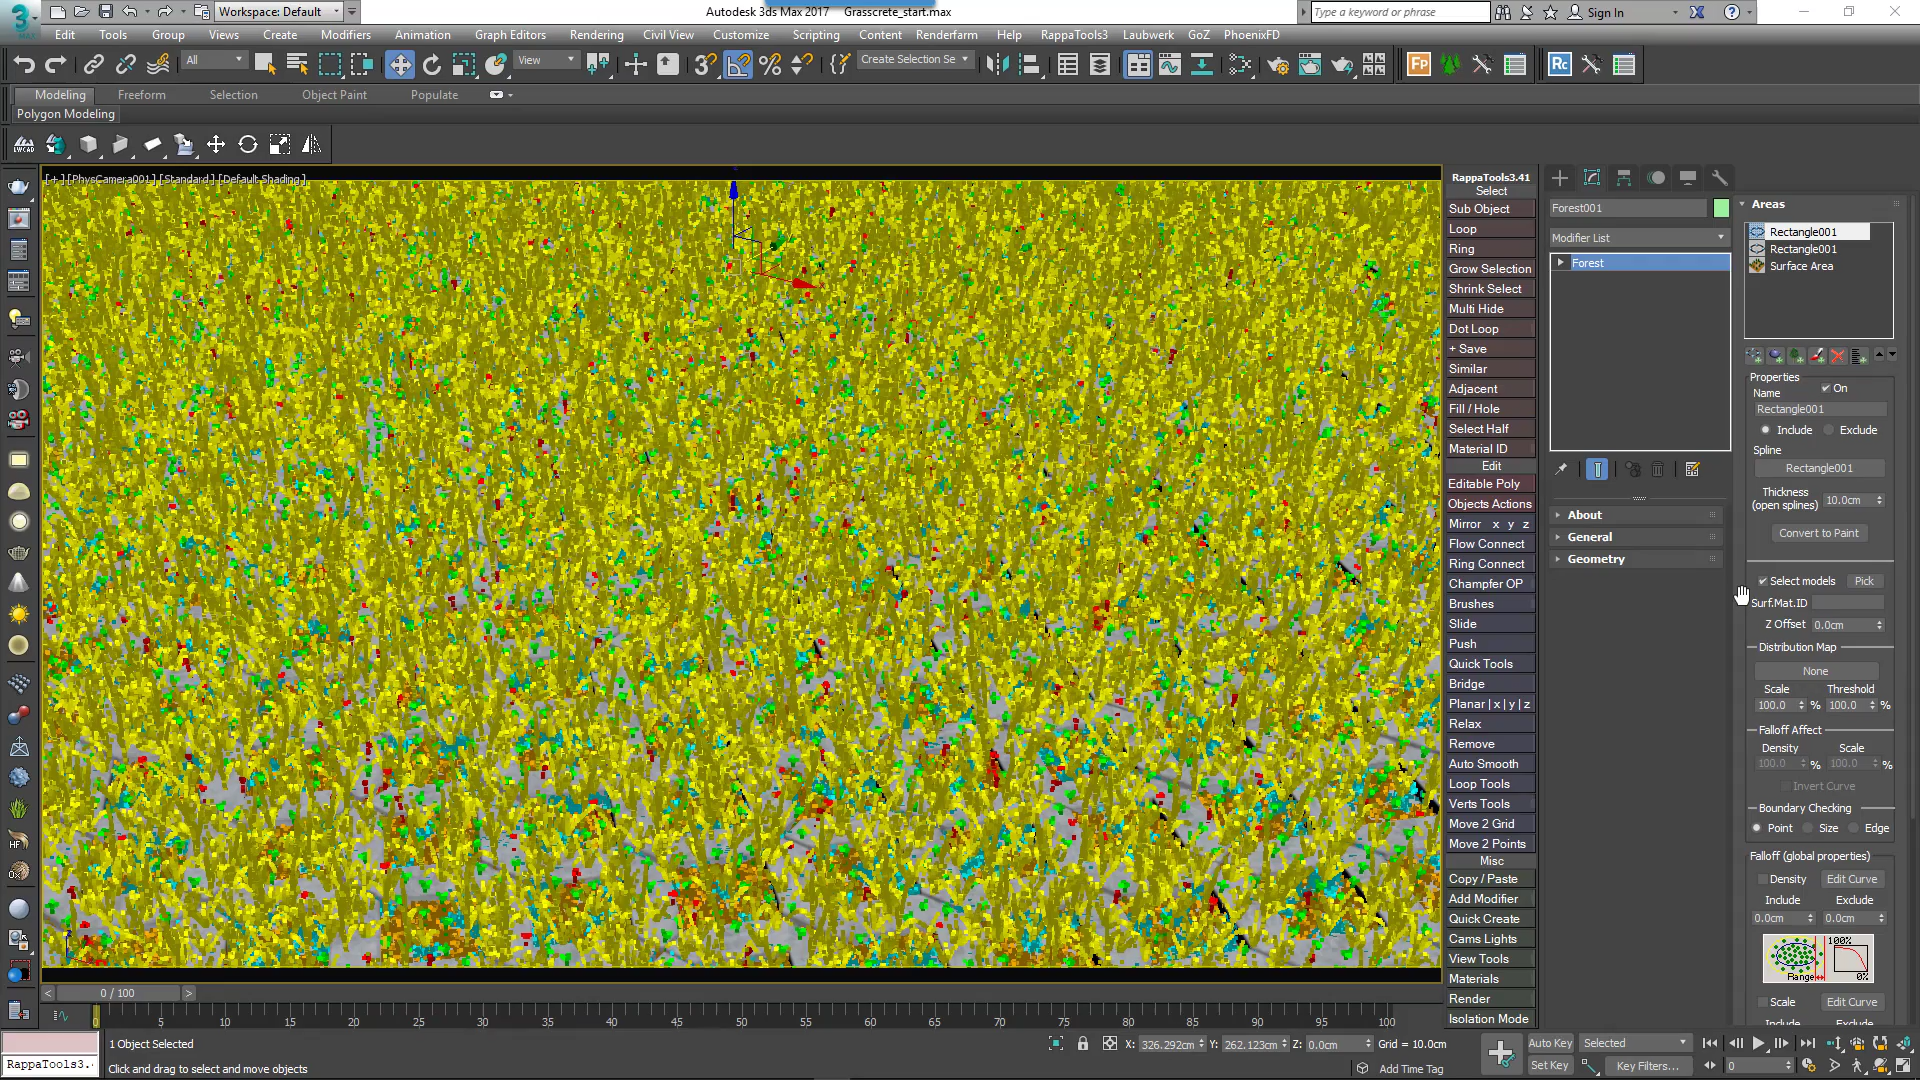 Workspace: Default
Autodesk 3ds Max 2017 Grasscrete_start.max
Type a keyword or phrase
Sign In
3
MAX
Edit Tools Group Views Create Modifiers Animation Graph Editors Rendering Civil View Customize Scripting Content Renderfarm Help RappaTools3 Laubwerk GoZ PhoenixFD
All
View
Create Selection Se
Fp
Rc
Modeling Freeform Selection Object Paint Populate
Polygon Modeling
LWCAD
[+] [PhysCamera001] [Standard] [Default Shading]
RappaTools3.41
Select
Sub Object
Loop
Ring
Grow Selection
Shrink Select
Multi Hide
Dot Loop
+ Save
Similar
Adjacent
Fill / Hole
Select Half
Material ID
Edit
Editable Poly
Objects Actions
Mirror x y z
Flow Connect
Ring Connect
Champfer OP
Brushes
Slide
Push
Quick Tools
Bridge
Planar | x | y | z
Relax
Remove
Auto Smooth
Loop Tools
Verts Tools
Move 2 Grid
Move 2 Points
Misc
Copy / Paste
Add Modifier
Quick Create
Cams Lights
View Tools
Materials
Render
Isolation Mode
Forest001
Modifier List
Forest
About
General
Geometry
Areas
Rectangle001
Rectangle001
Surface Area
Properties
On
Name
Rectangle001
Include Exclude
Spline
Rectangle001
Thickness
(open splines) 10.0cm
Convert to Paint
Select models Pick
Surf.Mat.ID
Z Offset 0.0cm
Distribution Map
None
Scale Threshold
100.0 % 100.0 %
Falloff Affect
Density Scale
100.0 % 100.0 %
Invert Curve
Boundary Checking
Point Size Edge
Falloff (global properties)
Density Edit Curve
Include Exclude
0.0cm 0.0cm
100%
Range
0%
Scale Edit Curve
Include Exclude
HF
0 / 100
0 5 10 15 20 25 30 35 40 45 50 55 60 65 70 75 80 85 90 95 100
1 Object Selected
X: 326.292cm Y: 262.123cm Z: 0.0cm Grid = 10.0cm
Auto Key Selected
RappaTools3.
Click and drag to select and move objects
Add Time Tag
Set Key Key Filters...
0